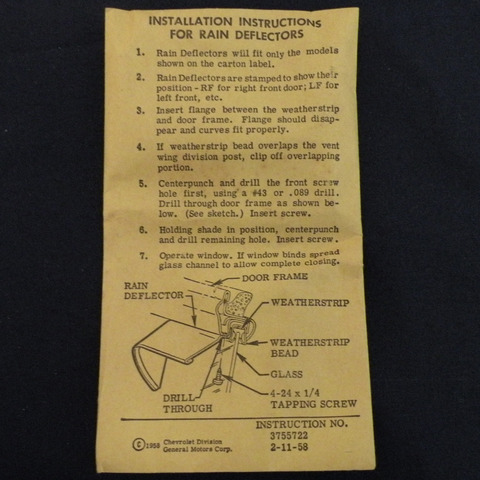 INSTALLATION INSTRUCTIONS
FOR RAIN DEFLECTORS
1. Rain Deflectors will fit only the models
shown on the carton label.
2. Rain Deflectors are stamped to show their
position - RF for right front door; LF for
left front, etc.
3. Insert flange between the weatherstrip
and door frame. Flange should disap-
pear and curves fit properly.
4. If weatherstrip bead overlaps the vent
wing division post, clip off overlapping
portion.
5. Centerpunch and drill the front screw
hole first, using a #43 or .089 drill.
Drill through door frame as shown be-
low. (See sketch.) Insert screw.
6. Holding shade in position, centerpunch
and drill remaining hole. Insert screw.
7. Operate window. If window binds spread
glass channel to allow complete closing.
DOOR FRAME
RAIN
DEFLECTOR
WEATHERSTRIP
WEATHERSTRIP
BEAD
GLASS
DRILL
THROUGH
4-24 x 1/4
TAPPING SCREW
INSTRUCTION NO.
3755722
2-11-58
© 1958 Chevrolet Division
General Motors Corp.